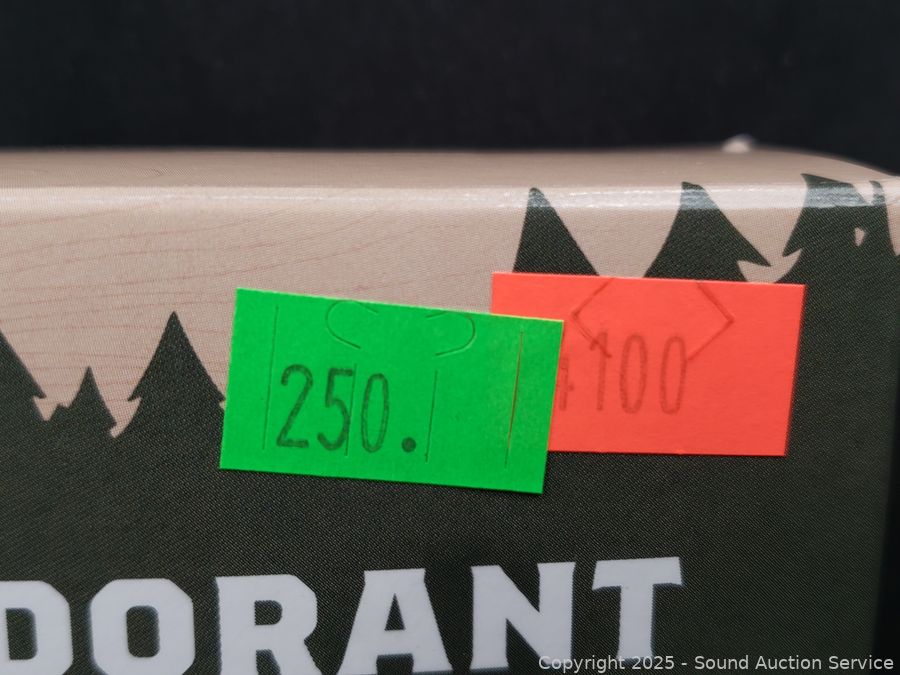 250.
100
DORANT
Copyright 2025 - Sound Auction Service